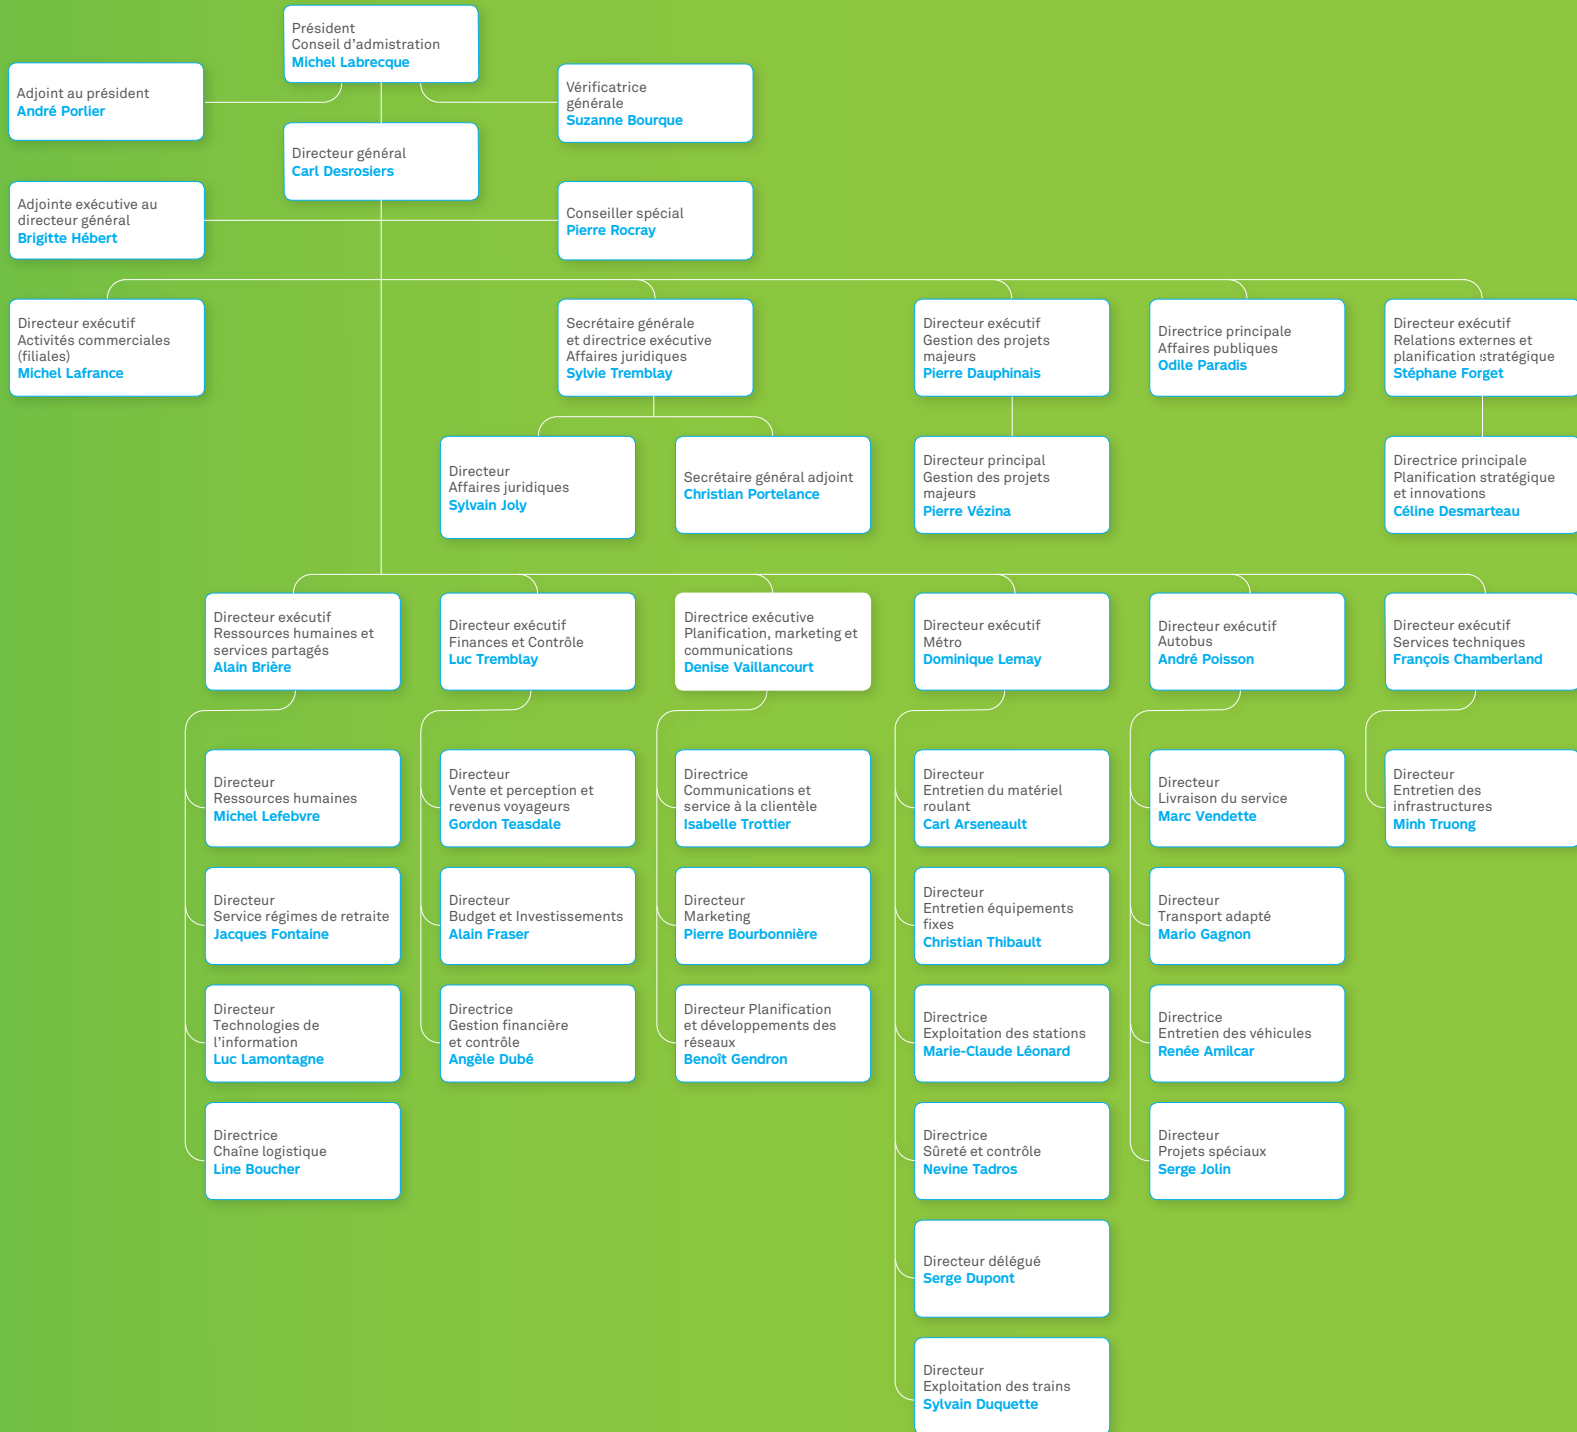 Président
Conseil d'admistration
Michel Labrecque
Adjoint au président
André Porlier
Vérificatrice
générale
Suzanne Bourque
Directeur général
Carl Desrosiers
Adjointe exécutive au
directeur général
Brigitte Hébert
Conseiller spécial
Pierre Rocray
Directeur exécutif
Activités commerciales
(filiales)
Michel Lafrance
Secrétaire générale
et directrice exécutive
Affaires juridiques
Sylvie Tremblay
Directeur exécutif
Gestion des projets
majeurs
Pierre Dauphinais
Directrice principale
Affaires publiques
Odile Paradis
Directeur exécutif
Relations externes et
planification stratégique
Stéphane Forget
Directeur
Affaires juridiques
Sylvain Joly
Secrétaire général adjoint
Christian Portelance
Directeur principal
Gestion des projets
majeurs
Pierre Vézina
Directrice principale
Planification stratégique
et innovations
Céline Desmarteau
Directeur exécutif
Ressources humaines et
services partagés
Alain Brière
Directeur exécutif
Finances et Contrôle
Luc Tremblay
Directrice exécutive
Planification, marketing et
communications
Denise Vaillancourt
Directeur exécutif
Métro
Dominique Lemay
Directeur exécutif
Autobus
André Poisson
Directeur exécutif
Services techniques
François Chamberland
Directeur
Ressources humaines
Michel Lefebvre
Directeur
Vente et perception et
revenus voyageurs
Gordon Teasdale
Directrice
Communications et
service à la clientèle
Isabelle Trottier
Directeur
Entretien du matériel
roulant
Carl Arseneault
Directeur
Livraison du service
Marc Vendette
Directeur
Entretien des
infrastructures
Minh Truong
Directeur
Service régimes de retraite
Jacques Fontaine
Directeur
Budget et Investissements
Alain Fraser
Directeur
Marketing
Pierre Bourbonnière
Directeur
Entretien équipements
fixes
Christian Thibault
Directeur
Transport adapté
Mario Gagnon
Directeur
Technologies de
l'information
Luc Lamontagne
Directrice
Gestion financière
et contrôle
Angèle Dubé
Directeur Planification
et développements des
réseaux
Benoît Gendron
Directrice
Exploitation des stations
Marie-Claude Léonard
Directrice
Entretien des véhicules
Renée Amilcar
Directrice
Chaîne logistique
Line Boucher
Directrice
Sûreté et contrôle
Nevine Tadros
Directeur
Projets spéciaux
Serge Jolin
Directeur délégué
Serge Dupont
Directeur
Exploitation des trains
Sylvain Duquette